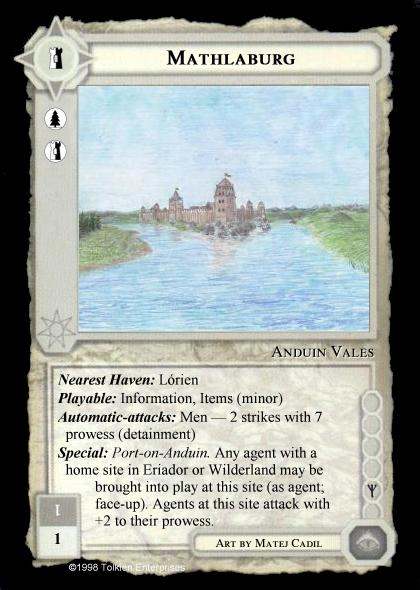 MATHLABURG
ANDUIN VALES
Nearest Haven: Lórien
Playable: Information, Items (minor)
Automatic-attacks: Men — 2 strikes with 7
prowess (detainment)
Special: Port-on-Anduin. Any agent with a
home site in Eriador or Wilderland may be
brought into play at this site (as agent;
face-up). Agents at this site attack with
+2 to their prowess.
1
1
ART BY MATEJ CADIL
©1998 Tolkien Enterprises